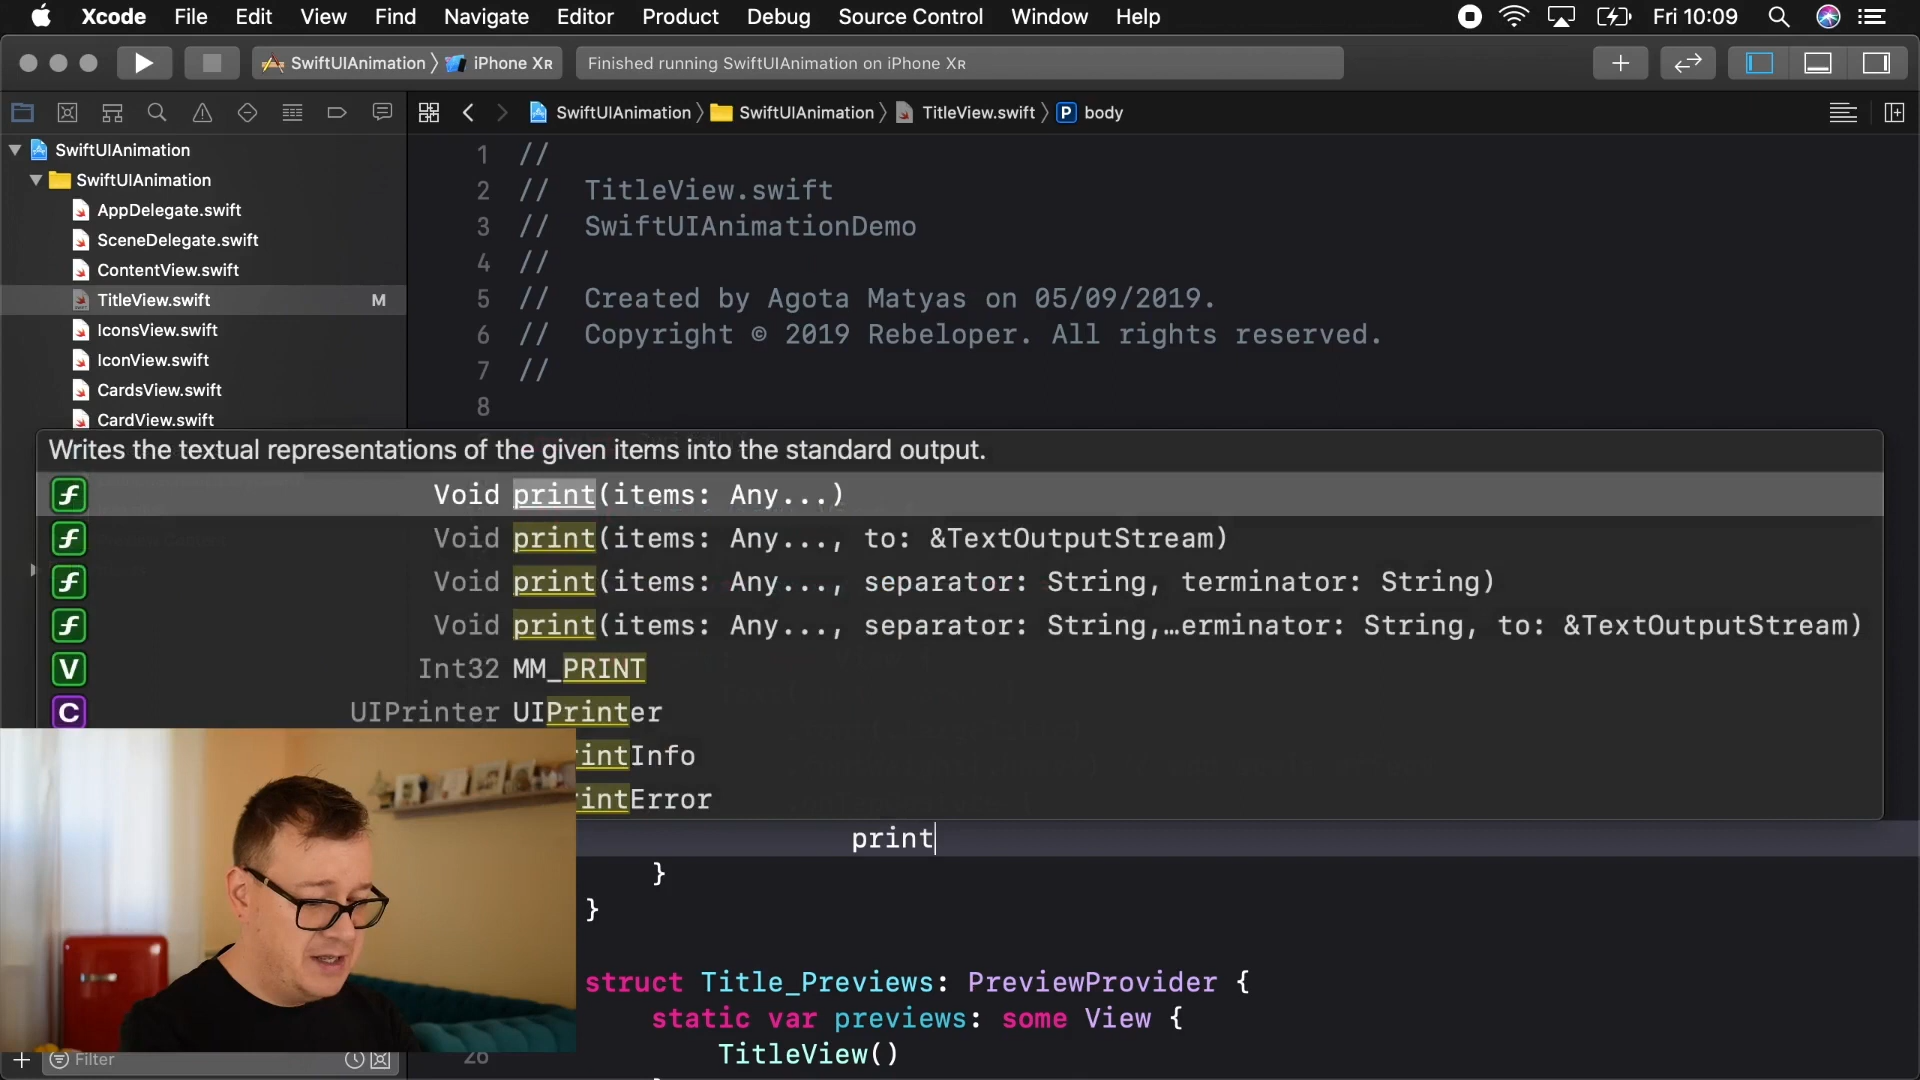 Xcode File Edit View Find Navigate Editor Product Debug Source Control Window Help Fri 10:09
SwiftUIAnimation iPhone XR Finished running SwiftUIAnimation on iPhone XR
SwiftUIAnimation SwiftUIAnimation TitleView.swift P body
SwiftUIAnimation
SwiftUIAnimation
AppDelegate.swift
SceneDelegate.swift
ContentView.swift
TitleView.swift M
IconsView.swift
IconView.swift
CardsView.swift
CardView.swift
1 //
2 // TitleView.swift
3 // SwiftUIAnimationDemo
4 //
5 // Created by Agota Matyas on 05/09/2019.
6 // Copyright © 2019 Rebeloper. All rights reserved.
7 //
8
Writes the textual representations of the given items into the standard output.
f Void print(items: Any...)
f Void print(items: Any..., to: &TextOutputStream)
f Void print(items: Any..., separator: String, terminator: String)
f Void print(items: Any..., separator: String,…erminator: String, to: &TextOutputStream)
V Int32 MM_PRINT
C UIPrinter UIPrinter
intInfo
intError
print
}
}
struct Title_Previews: PreviewProvider {
static var previews: some View {
26 TitleView()
Filter